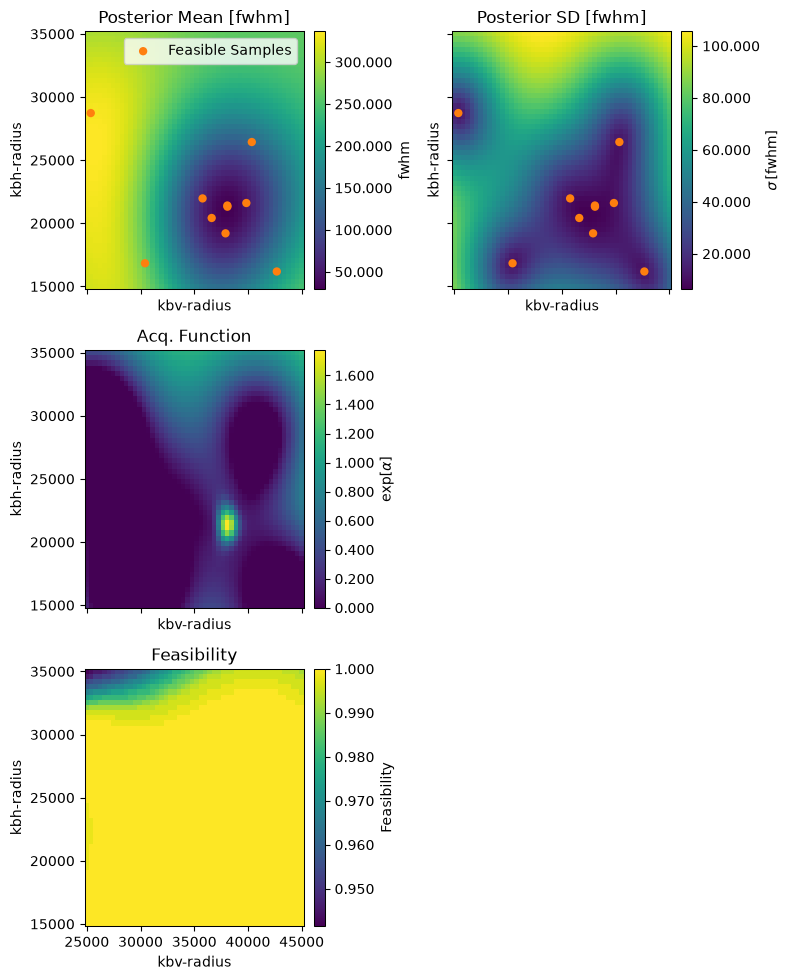 Posterior Mean [fwhm]
Posterior SD [fwhm]
Feasible Samples
35000
30000
25000
20000
15000
kbh-radius
kbv-radius
300.000
250.000
200.000
150.000
100.000
50.000
fwhm
kbh-radius
kbv-radius
100.000
80.000
60.000
40.000
20.000
σ[fwhm]
Acq. Function
35000
30000
25000
20000
15000
kbh-radius
kbv-radius
1.600
1.400
1.200
1.000
0.800
0.600
0.400
0.200
0.000
exp[α]
Feasibility
35000
30000
25000
20000
15000
kbh-radius
25000 30000 35000 40000 45000
kbv-radius
1.000
0.990
0.980
0.970
0.960
0.950
Feasibility